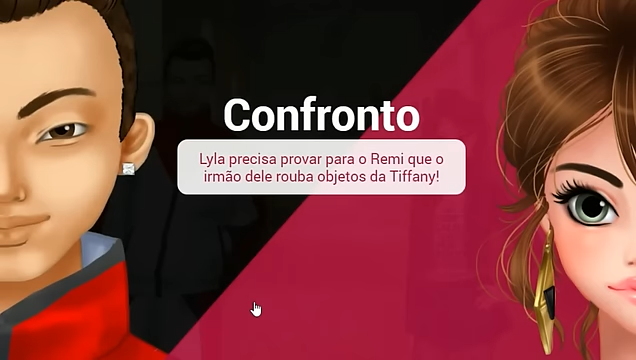 Confronto
Lyla precisa provar para o Remi que o
irmão dele rouba objetos da Tiffany!